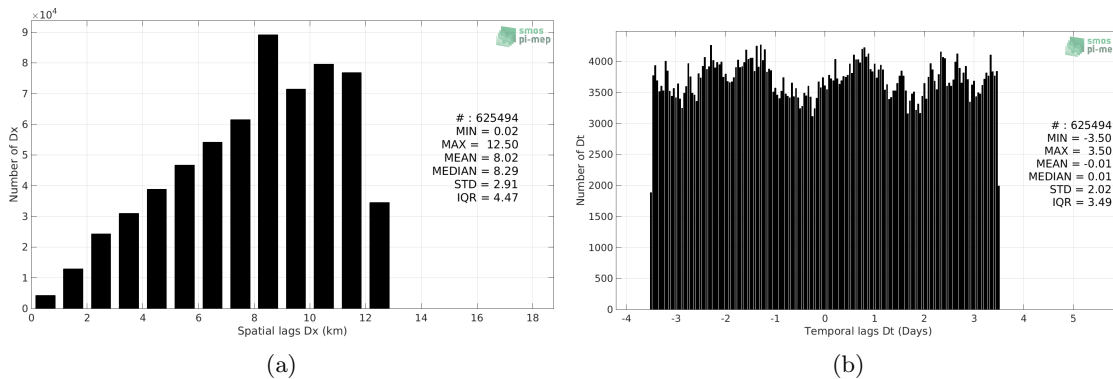 ×10⁴
9
8
7
6
5
4
3
2
1
0
Number of Dx
smos
pi-mep
# : 625494
MIN = 0.02
MAX = 12.50
MEAN = 8.02
MEDIAN = 8.29
STD = 2.91
IQR = 4.47
0 2 4 6 8 10 12 14 16 18
Spatial lags Dx (km)
(a)
4000
3500
3000
2500
2000
1500
1000
500
0
Number of Dt
smos
pi-me
# : 625494
MIN = -3.50
MAX = 3.50
MEAN = -0.01
MEDIAN = 0.01
STD = 2.02
IQR = 3.49
-4 -3 -2 -1 0 1 2 3 4 5
Temporal lags Dt (Days)
(b)